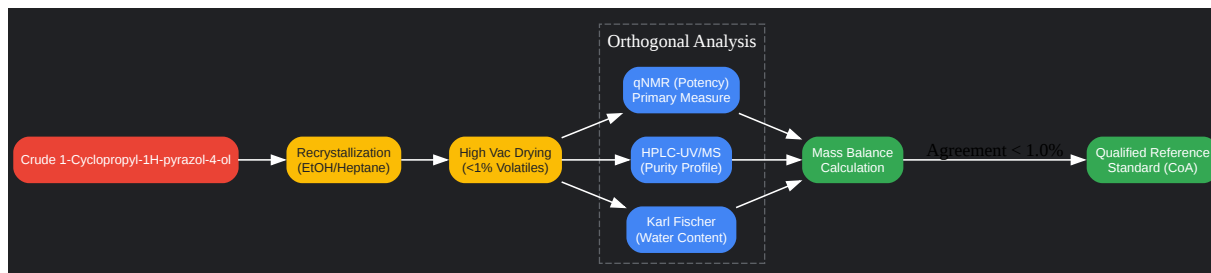 Crude 1-Cyclopropyl-1H-pyrazol-4-ol
Recrystallization
(EtOH/Heptane)
High Vac Drying
(<1% Volatiles)
Orthogonal Analysis
qNMR (Potency)
Primary Measure
HPLC-UV/MS
(Purity Profile)
Karl Fischer
(Water Content)
Mass Balance
Calculation
Agreement < 1.0%
Qualified Reference
Standard (CoA)